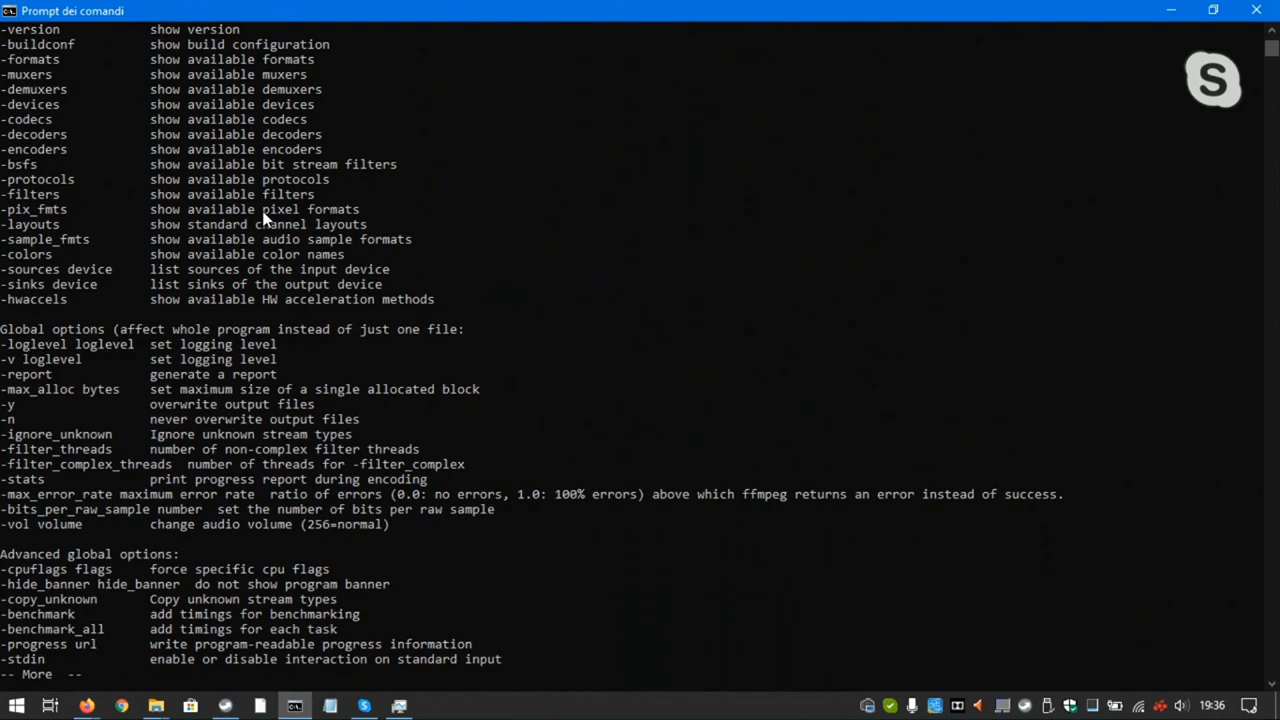 Prompt dei comandi
-version show version
-buildconf show build configuration
-formats show available formats
-muxers show available muxers
-demuxers show available demuxers
-devices show available devices
-codecs show available codecs
-decoders show available decoders
-encoders show available encoders
-bsfs show available bit stream filters
-protocols show available protocols
-filters show available filters
-pix_fmts show available pixel formats
-layouts show standard channel layouts
-sample_fmts show available audio sample formats
-colors show available color names
-sources device list sources of the input device
-sinks device list sinks of the output device
-hwaccels show available HW acceleration methods
Global options (affect whole program instead of just one file:
-loglevel loglevel set logging level
-v loglevel set logging level
-report generate a report
-max_alloc bytes set maximum size of a single allocated block
-y overwrite output files
-n never overwrite output files
-ignore_unknown Ignore unknown stream types
-filter_threads number of non-complex filter threads
-filter_complex_threads number of threads for -filter_complex
-stats print progress report during encoding
-max_error_rate maximum error rate ratio of errors (0.0: no errors, 1.0: 100% errors) above which ffmpeg returns an error instead of success.
-bits_per_raw_sample number set the number of bits per raw sample
-vol volume change audio volume (256=normal)
Advanced global options:
-cpuflags flags force specific cpu flags
-hide_banner hide_banner do not show program banner
-copy_unknown Copy unknown stream types
-benchmark add timings for benchmarking
-benchmark_all add timings for each task
-progress url write program-readable progress information
-stdin enable or disable interaction on standard input
-- More --
19:36